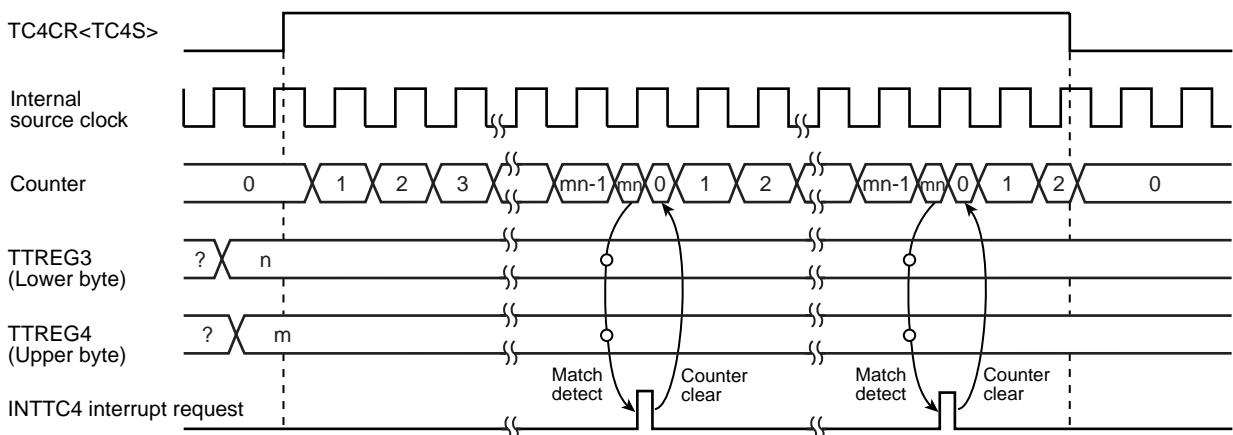 TC4CR<TC4S>
Internal
source clock
Counter 0 1 2 3 mn-1 mn 0 1 2 mn-1 mn 0 1 2 0
TTREG3
(Lower byte)
? n
TTREG4
(Upper byte)
? m
Match
detect
Counter
clear
Match
detect
Counter
clear
INTTC4 interrupt request